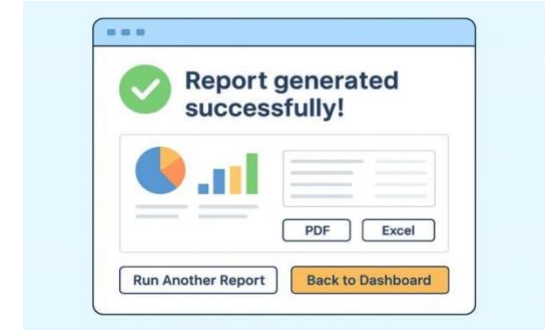 Report generated
successfully!
PDF
Excel
Run Another Report
Back to Dashboard